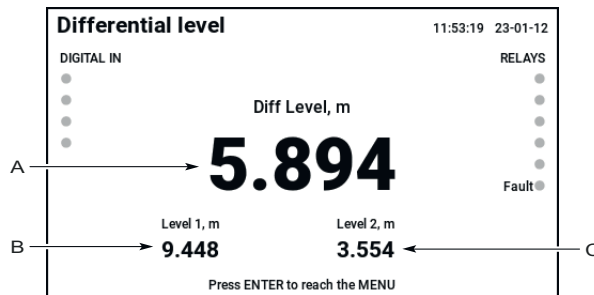 Differential level 11:53:19 23-01-12
DIGITAL IN RELAYS
Diff Level, m
A 5.894
Fault
Level 1, m Level 2, m
B 9.448 3.554 C
Press ENTER to reach the MENU